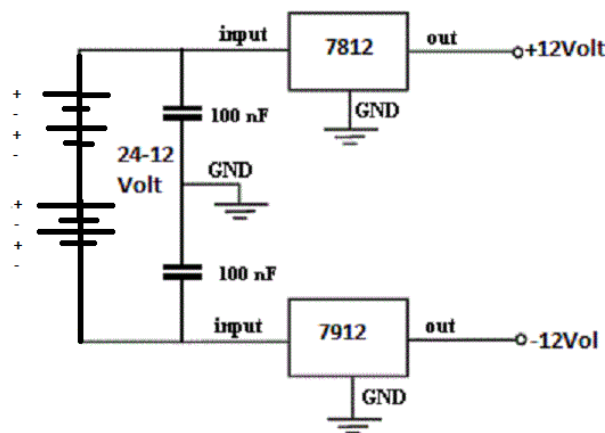 input
7812
out
+12Volt
GND
+
-
+
-
100 nF
24-12
Volt
GND
+
-
+
-
100 nF
input
7912
out
-12Vol
GND